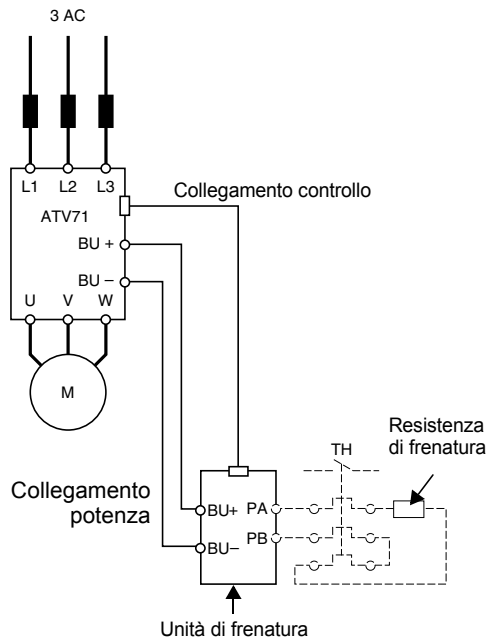 3 AC
L1 L2 L3
Collegamento controllo
ATV71
BU +
BU –
U V W
M
Resistenza
di frenatura
TH
Collegamento
potenza
BU+ PA
PB
BU–
Unità di frenatura